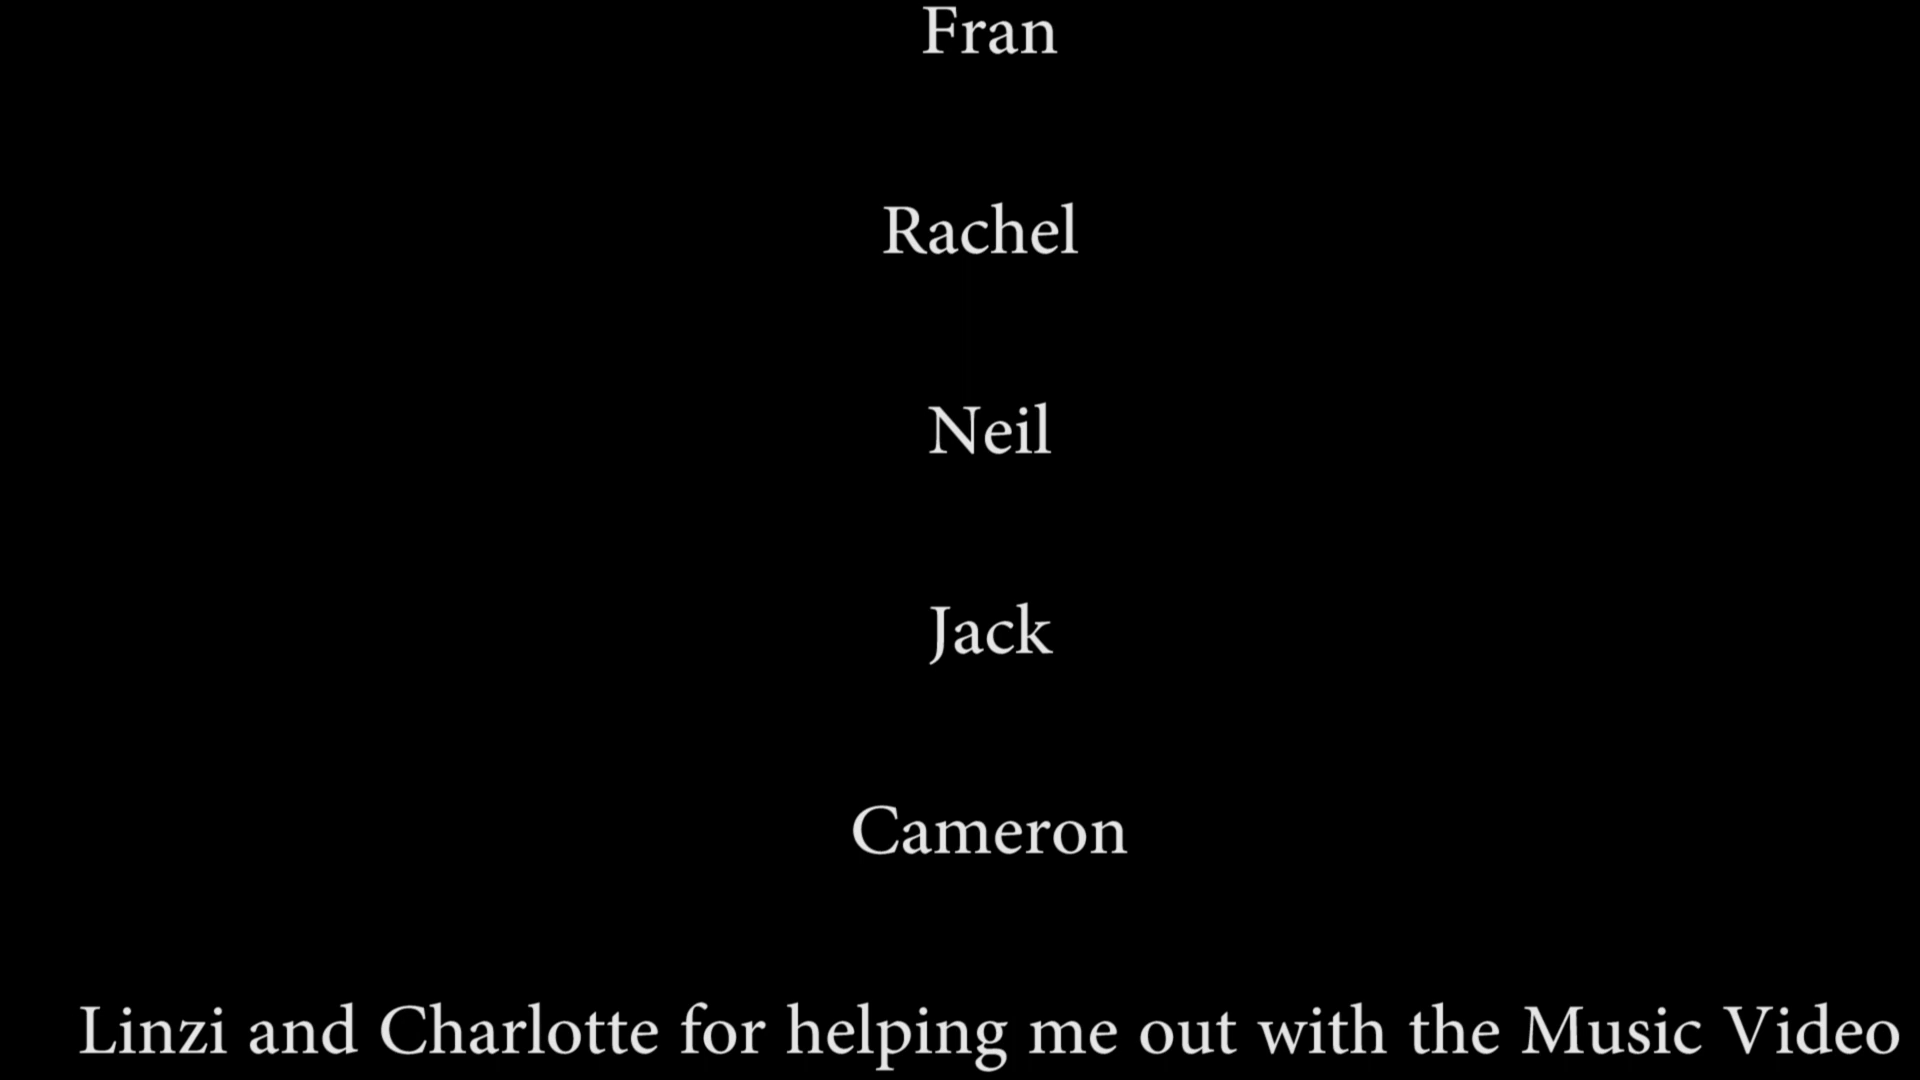 Fran
Rachel
Neil
Jack
Cameron
Linzi and Charlotte for helping me out with the Music Video